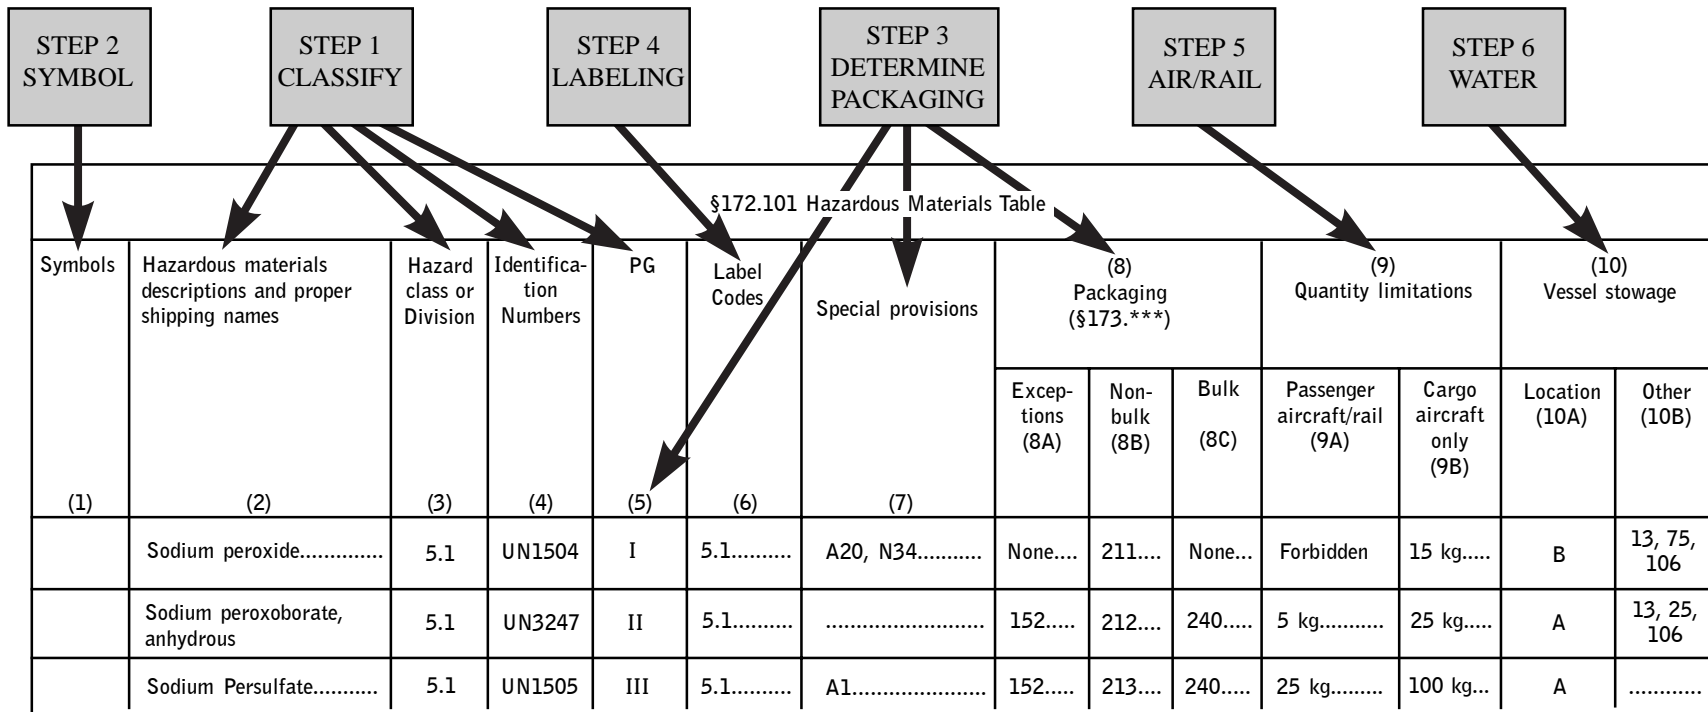 STEP 2
SYMBOL
STEP 1
CLASSIFY
STEP 4
LABELING
STEP 3
DETERMINE
PACKAGING
STEP 5
AIR/RAIL
STEP 6
WATER
§172.101 Hazardous Materials Table
Symbols
(1)
Hazardous materials
descriptions and proper
shipping names
(2)
Hazard
class or
Division
(3)
Identifica-
tion
Numbers
(4)
PG
(5)
Label
Codes
(6)
Special provisions
(7)
(8)
Packaging
(§173.***)
Excep-
tions
(8A)
Non-
bulk
(8B)
Bulk
(8C)
(9)
Quantity limitations
Passenger
aircraft/rail
(9A)
Cargo
aircraft
only
(9B)
(10)
Vessel stowage
Location
(10A)
Other
(10B)
Sodium peroxide.............. 5.1 UN1504 I 5.1.......... A20, N34.......... None.... 211.... None... Forbidden 15 kg..... B 13, 75,
106
Sodium peroxoborate,
anhydrous 5.1 UN3247 II 5.1.......... ........................ 152..... 212.... 240..... 5 kg........... 25 kg..... A 13, 25,
106
Sodium Persulfate........... 5.1 UN1505 III 5.1.......... A1...................... 152..... 213.... 240..... 25 kg......... 100 kg... A ............